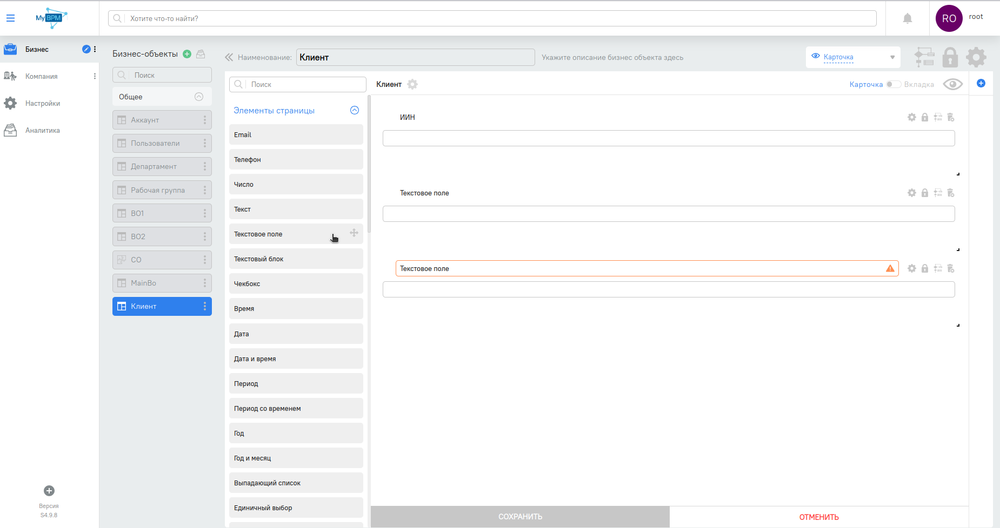 MyBPM
Хотите что-то найти?
RO
root
Бизнес
Компания
Настройки
Аналитика
Версия
S4.9.8
Бизнес-объекты
Поиск
Общее
Аккаунт
Пользователи
Департамент
Рабочая группа
BO1
BO2
CO
MainBo
Клиент
Наименование:
Клиент
Укажите описание бизнес объекта здесь
Карточка
Поиск
Элементы страницы
Email
Телефон
Число
Текст
Текстовое поле
Текстовый блок
Чекбокс
Время
Дата
Дата и время
Период
Период со временем
Год
Год и месяц
Выпадающий список
Единичный выбор
Клиент
Карточка
Вкладка
ИИН
Текстовое поле
Текстовое поле
СОХРАНИТЬ
ОТМЕНИТЬ